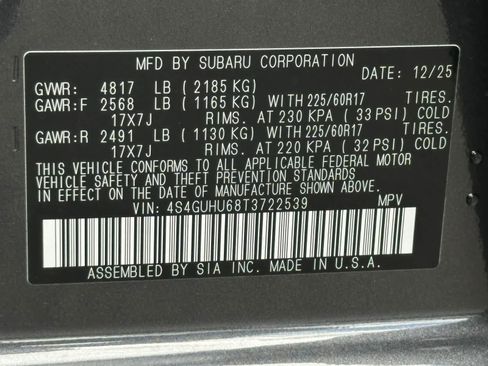 MFD BY SUBARU CORPORATION
DATE: 12/25
GVWR: 4817 LB ( 2185 KG)
GAWR:F 2568 LB ( 1165 KG) WITH 225/60R17 TIRES.
17X7J RIMS. AT 230 KPA ( 33 PSI) COLD
GAWR:R 2491 LB ( 1130 KG) WITH 225/60R17 TIRES.
17X7J RIMS. AT 220 KPA ( 32 PSI) COLD
THIS VEHICLE CONFORMS TO ALL APPLICABLE FEDERAL MOTOR
VEHICLE SAFETY AND THEFT PREVENTION STANDARDS
IN EFFECT ON THE DATE OF MANUFACTURE SHOWN ABOVE.
VIN: 4S4GUHU68T3722539 MPV
ASSEMBLED BY SIA INC. MADE IN U.S.A.